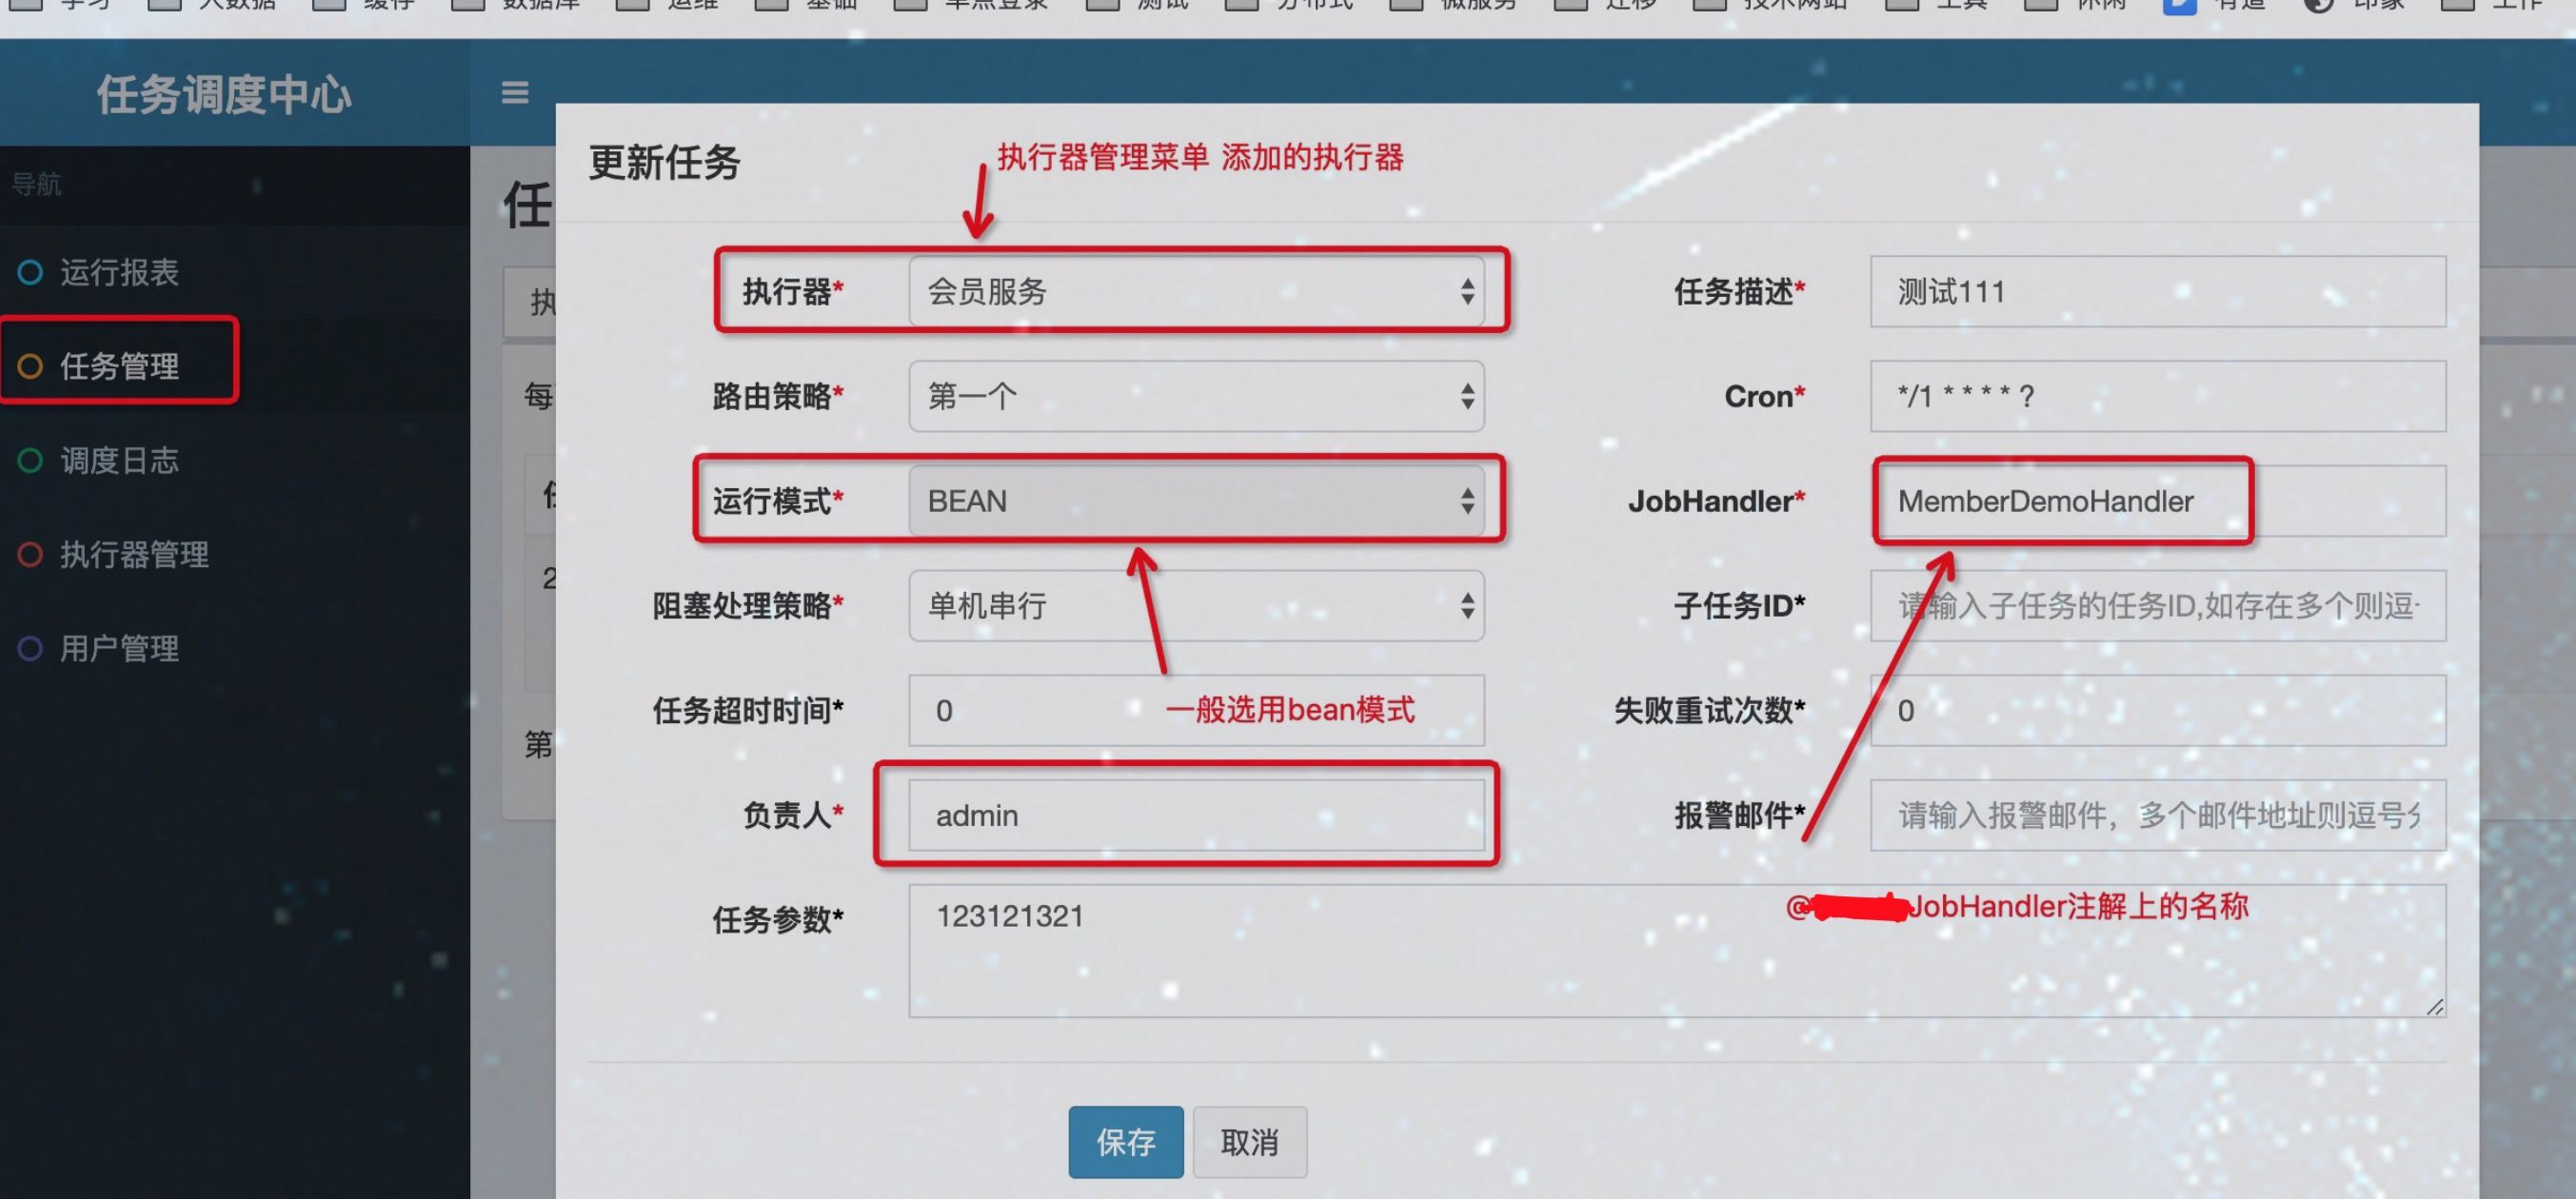 学习 大数据 缓存 数据库 运维 基础 单点登录 测试 分布式 微服务 迁移 技术网站 工具 休闲 有道 印象 工作
任务调度中心
导航
运行报表
任务管理
调度日志
执行器管理
用户管理
任
执
每
2
第
更新任务
执行器管理菜单 添加的执行器
执行器* 会员服务 任务描述* 测试111
路由策略* 第一个 Cron* */1 * * * * ?
运行模式* BEAN JobHandler* MemberDemoHandler
阻塞处理策略* 单机串行 子任务ID* 请输入子任务的任务ID,如存在多个则逗
任务超时时间* 0 一般选用bean模式 失败重试次数* 0
负责人* admin 报警邮件* 请输入报警邮件，多个邮件地址则逗号分
任务参数* 123121321
@ JobHandler注解上的名称
保存 取消